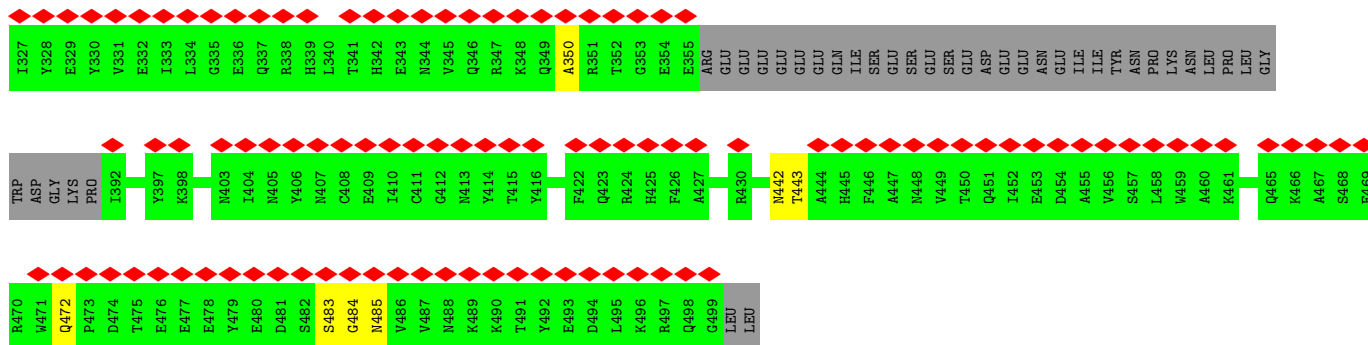 I327 Y328 E329 Y330 V331 E332 I333 L334 G335 E336 Q337 R338 H339 L340 T341 H342 E343 N344 V345 Q346 R347 K348 Q349 A350 R351 T352 G353 E354 E355 ARG GLU GLU GLU GLU GLU GLU GLN ILE SER GLU SER GLU SER GLU ASP GLU GLU ASN GLU ILE ILE TYR ASN PRO LYS ASN LEU PRO LEU GLY
TRP ASP GLY LYS PRO I392 Y397 K398 N403 I404 N405 Y406 N407 C408 E409 I410 C411 G412 N413 Y414 T415 Y416 F422 Q423 R424 H425 F426 A427 R430 N442 T443 A444 H445 F446 A447 N448 V449 T450 Q451 I452 E453 D454 A455 V456 S457 L458 W459 A460 K461 Q465 K466 A467 S468 E469
R470 W471 Q472 P473 D474 T475 E476 E477 E478 Y479 E480 D481 S482 S483 G484 N485 V486 V487 N488 K489 K490 T491 Y492 E493 D494 L495 K496 R497 Q498 G499 LEU LEU